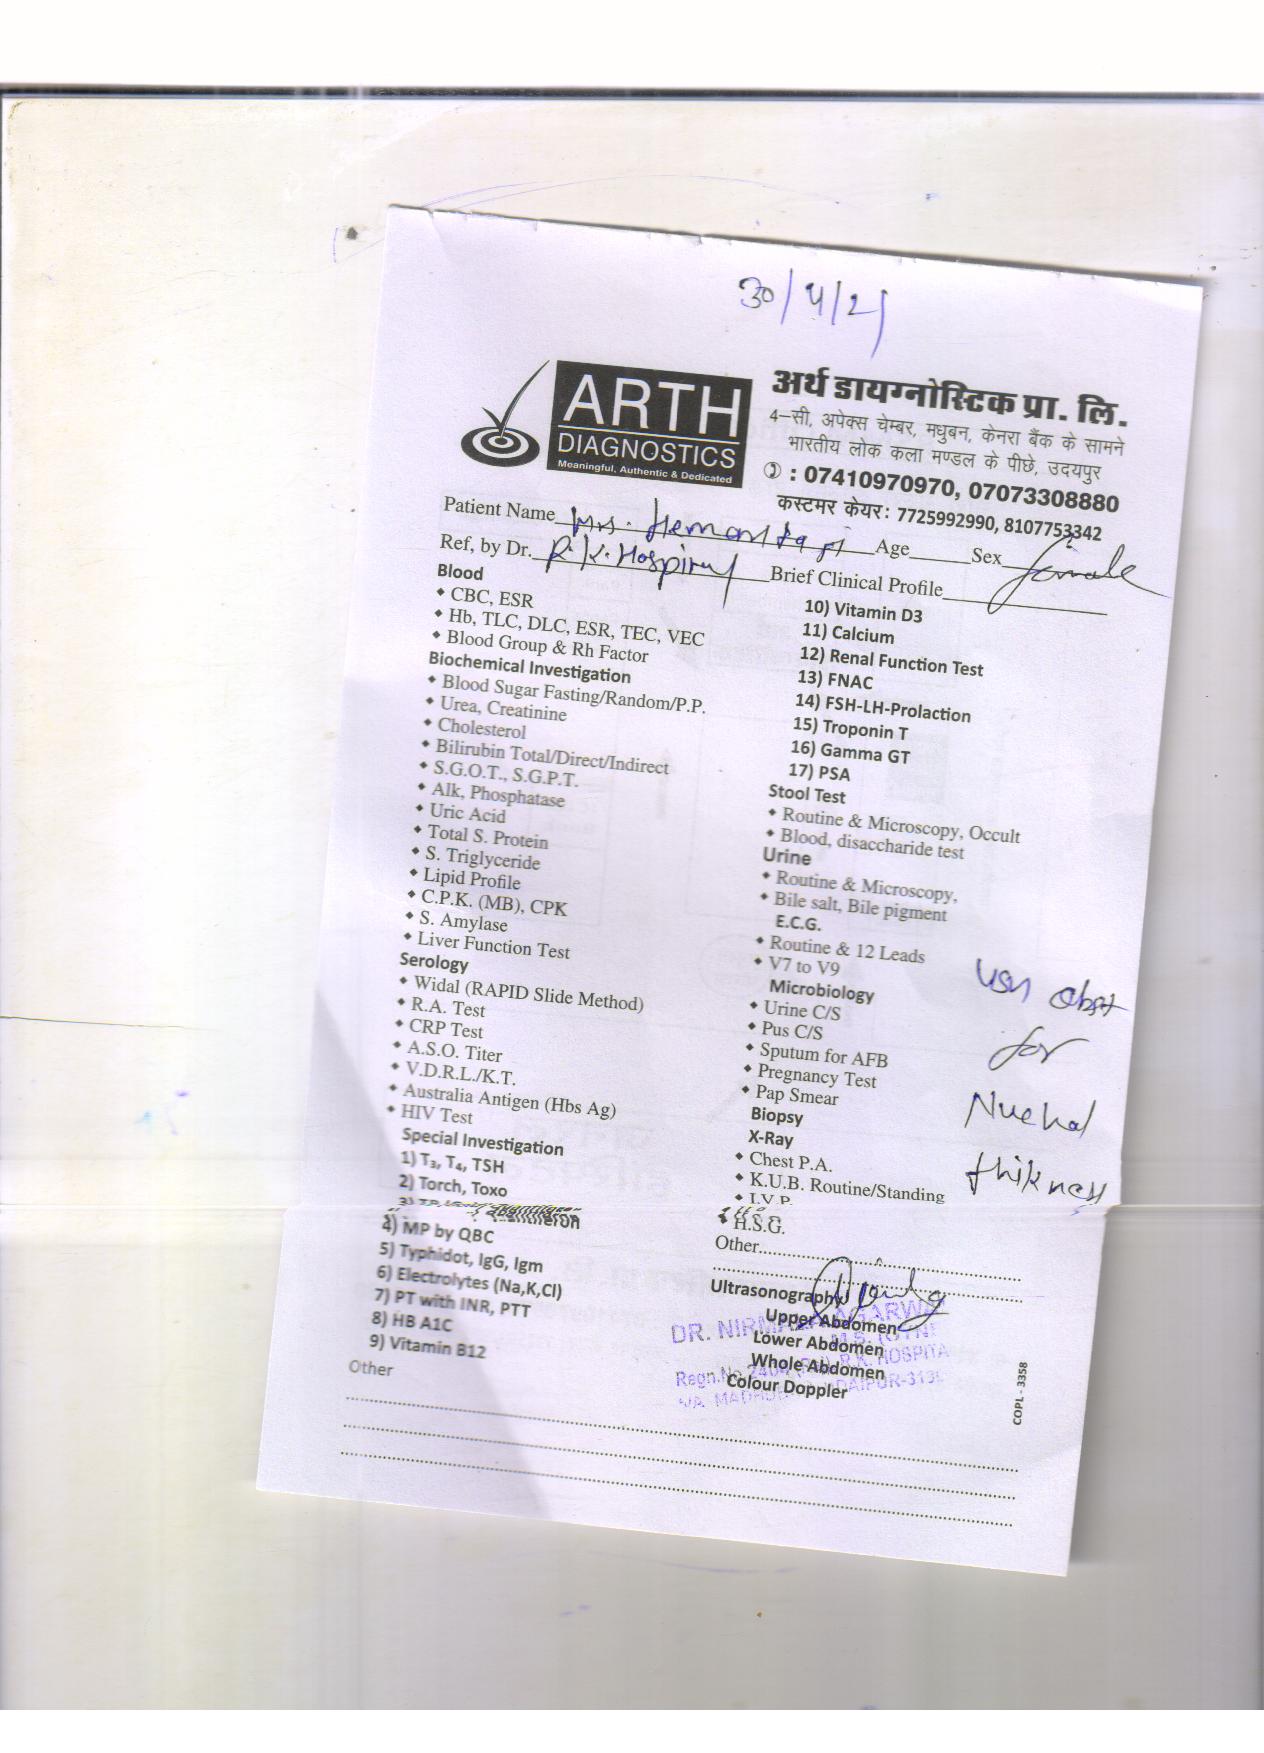 30/4/21
ARTH
DIAGNOSTICS
Meaningful, Authentic & Dedicated
अर्थ डायग्नोस्टिक प्रा. लि.
4-सी, अपेक्स चेम्बर, मधुबन, केनरा बैंक के सामने
भारतीय लोक कला मण्डल के पीछे, उदयपुर
: 07410970970, 07073308880
कस्टमर केयर: 7725992990, 8107753342
Patient Name Mrs. Age Sex female
Ref, by Dr. R.K. Hospital Brief Clinical Profile
Blood
◆ CBC, ESR
◆ Hb, TLC, DLC, ESR, TEC, VEC
◆ Blood Group & Rh Factor
Biochemical Investigation
◆ Blood Sugar Fasting/Random/P.P.
◆ Urea, Creatinine
◆ Cholesterol
◆ Bilirubin Total/Direct/Indirect
◆ S.G.O.T., S.G.P.T.
◆ Alk, Phosphatase
◆ Uric Acid
◆ Total S. Protein
◆ S. Triglyceride
◆ Lipid Profile
◆ C.P.K. (MB), CPK
◆ S. Amylase
◆ Liver Function Test
Serology
◆ Widal (RAPID Slide Method)
◆ R.A. Test
◆ CRP Test
◆ A.S.O. Titer
◆ V.D.R.L./K.T.
◆ Australia Antigen (Hbs Ag)
◆ HIV Test
Special Investigation
1) T₃, T₄, TSH
2) Torch, Toxo
3)
4) MP by QBC
5) Typhidot, IgG, Igm
6) Electrolytes (Na,K,Cl)
7) PT with INR, PTT
8) HB A1C
9) Vitamin B12
Other
10) Vitamin D3
11) Calcium
12) Renal Function Test
13) FNAC
14) FSH-LH-Prolaction
15) Troponin T
16) Gamma GT
17) PSA
Stool Test
◆ Routine & Microscopy, Occult
◆ Blood, disaccharide test
Urine
◆ Routine & Microscopy,
◆ Bile salt, Bile pigment
E.C.G.
◆ Routine & 12 Leads
◆ V7 to V9
Microbiology
◆ Urine C/S
◆ Pus C/S
◆ Sputum for AFB
◆ Pregnancy Test
◆ Pap Smear
Biopsy
X-Ray
◆ Chest P.A.
◆ K.U.B. Routine/Standing
◆ I.V.P.
◆ H.S.G.
Other
Ultrasonography
Upper Abdomen
Lower Abdomen
Whole Abdomen
Colour Doppler
USG obst
for
Nuchal
thikness
DR. AGARWA
R.K. HOSPITA
Regn.No.
COPL - 3358